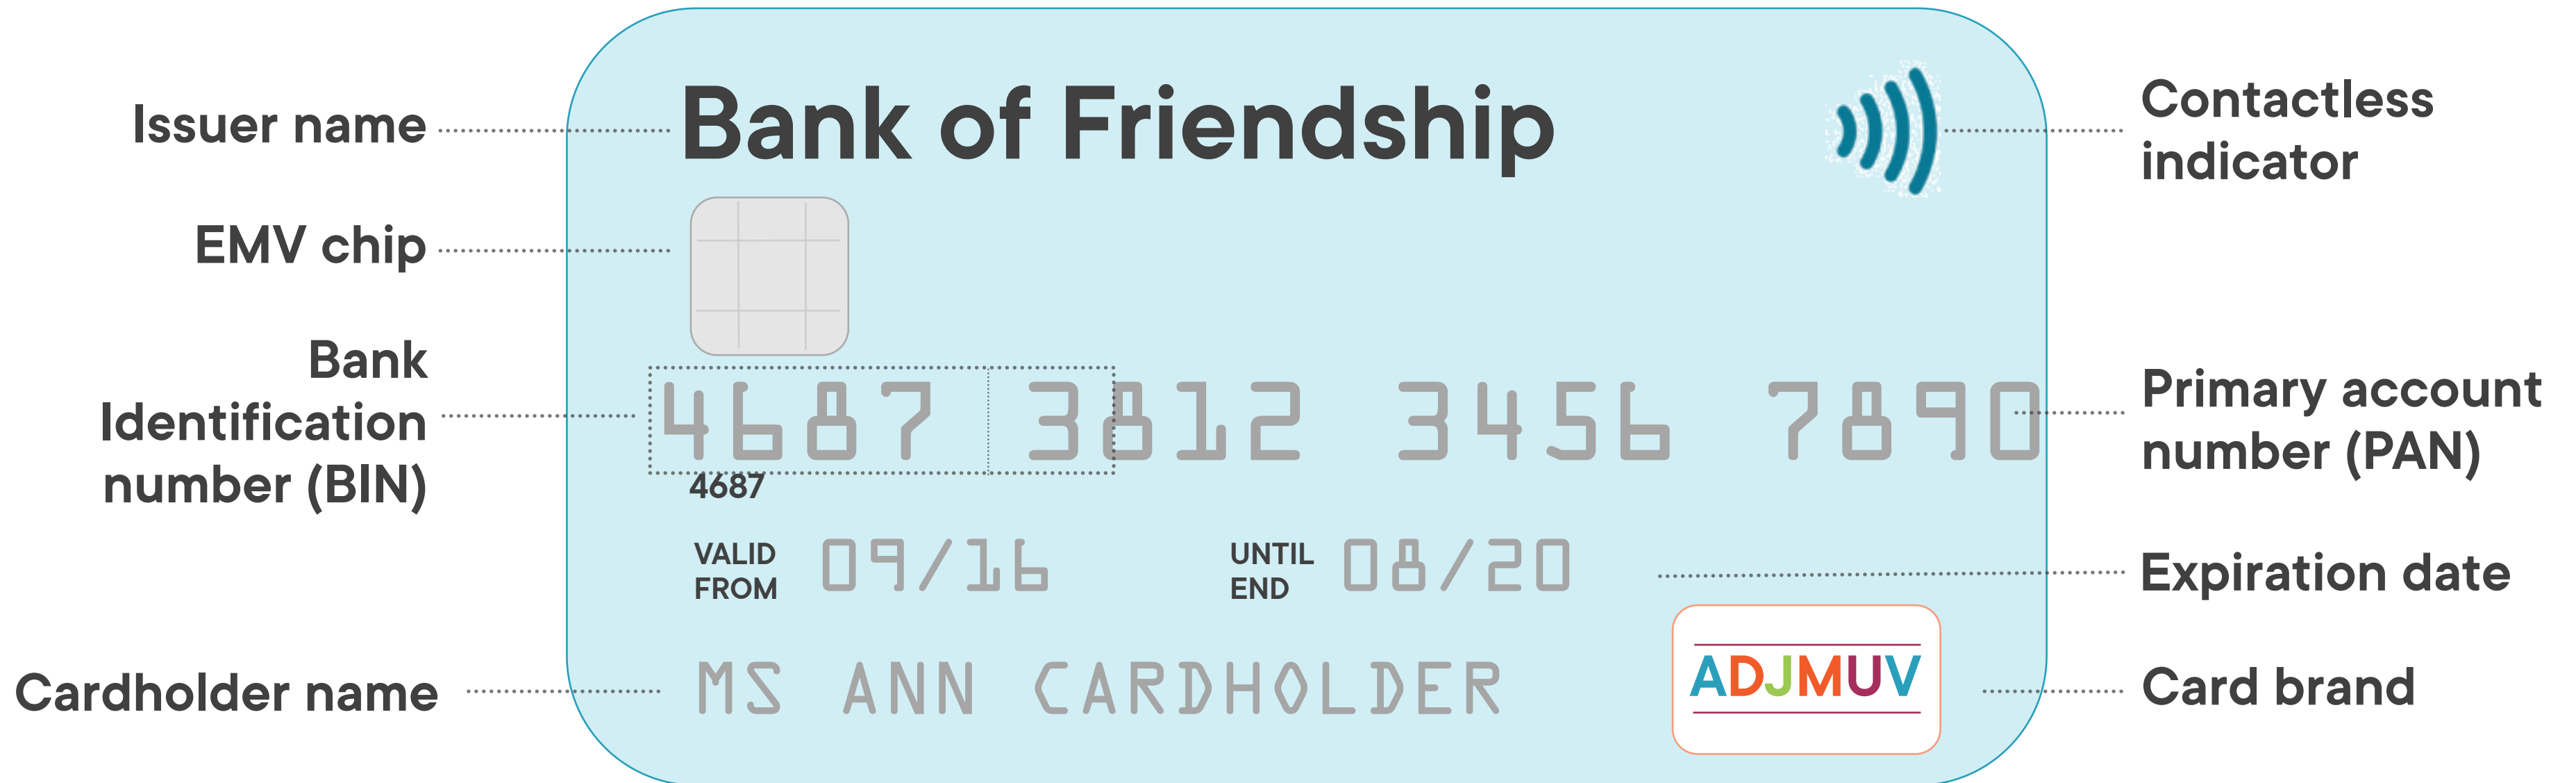 Issuer name
EMV chip
Bank
Identification
number (BIN)
Cardholder name
Bank of Friendship
4687 3812 3456 7890
4687
VALID
FROM
09/16
UNTIL
END
08/20
MS ANN CARDHOLDER
ADJMUV
Contactless
indicator
Primary account
number (PAN)
Expiration date
Card brand